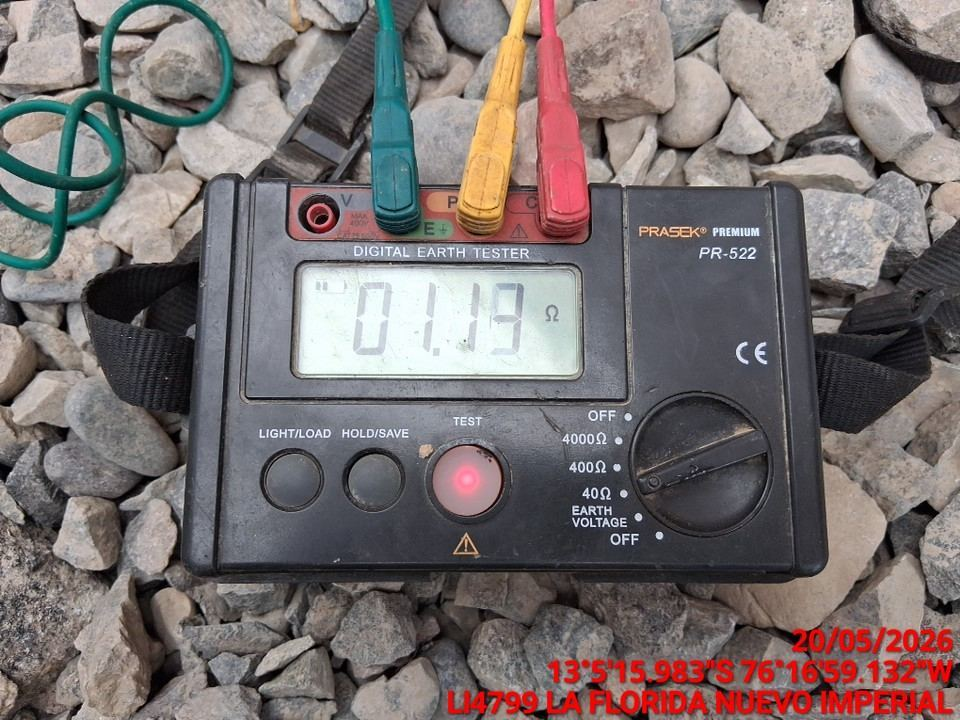 V P C
MAX
E
PRASEK® PREMIUM
PR-522
DIGITAL EARTH TESTER
01.19 Ω
CE
LIGHT/LOAD HOLD/SAVE TEST
OFF
4000Ω
400Ω
40Ω
EARTH
VOLTAGE
OFF
20/05/2026
13°5'15.983"S 76°16'59.132"W
LI4799 LA FLORIDA NUEVO IMPERIAL